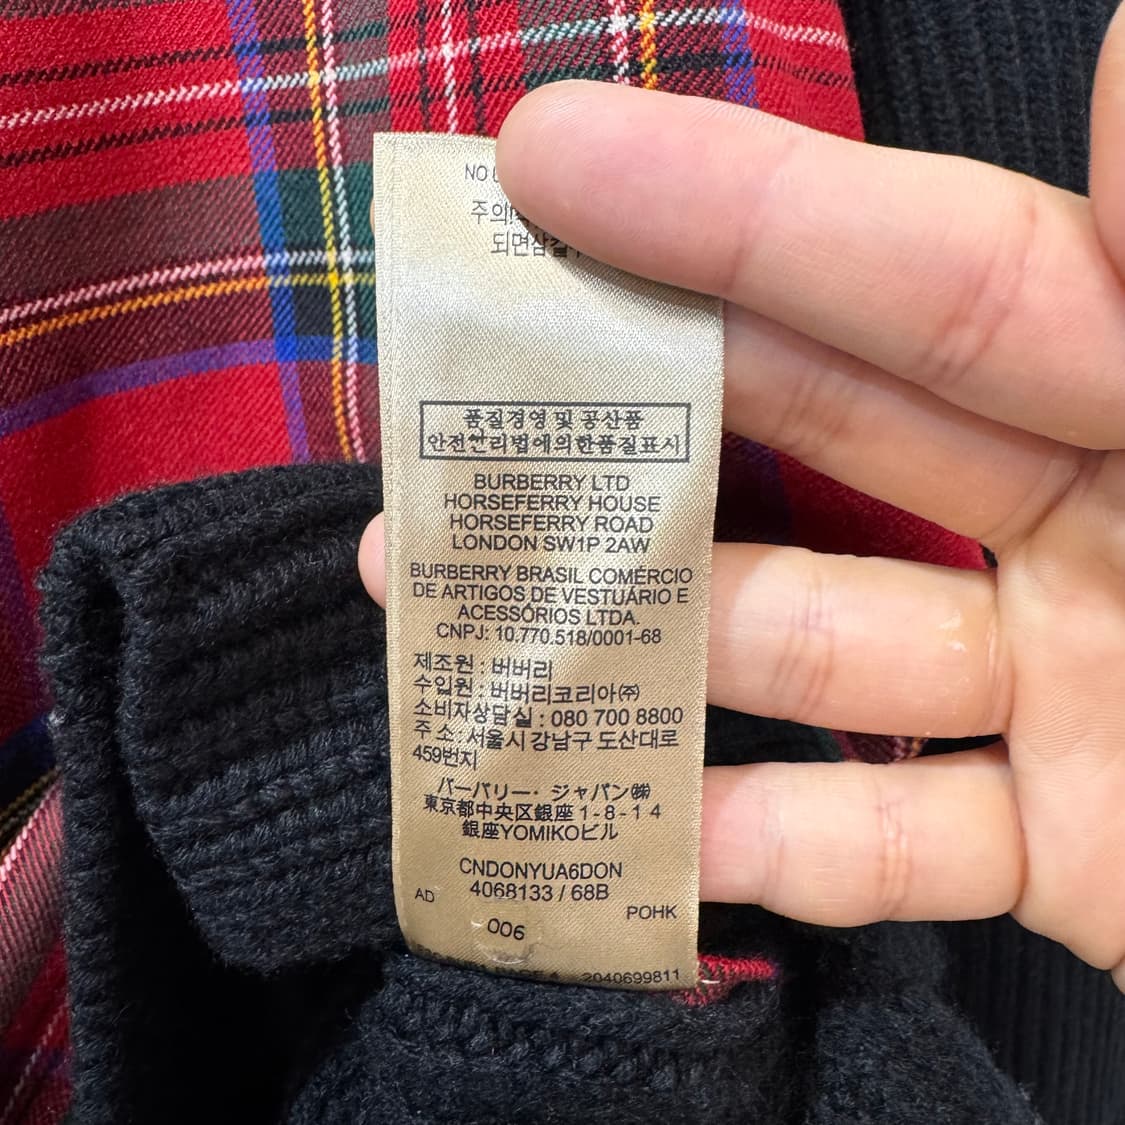 NO
주의!
되면삼
품질경영 및 공산품
안전관리법에의한품질표시
BURBERRY LTD
HORSEFERRY HOUSE
HORSEFERRY ROAD
LONDON SW1P 2AW
BURBERRY BRASIL COMÉRCIO
DE ARTIGOS DE VESTUÁRIO E
ACESSÓRIOS LTDA.
CNPJ: 10.770.518/0001-68
제조원 : 버버리
수입원 : 버버리코리아㈜
소비자상담실 : 080 700 8800
주 소 : 서울시 강남구 도산대로
459번지
バーバリー・ジャパン㈱
東京都中央区銀座1-8-14
銀座YOMIKOビル
CNDONYUA6DON
4068133 / 68B
AD
POHK
006
2040699811